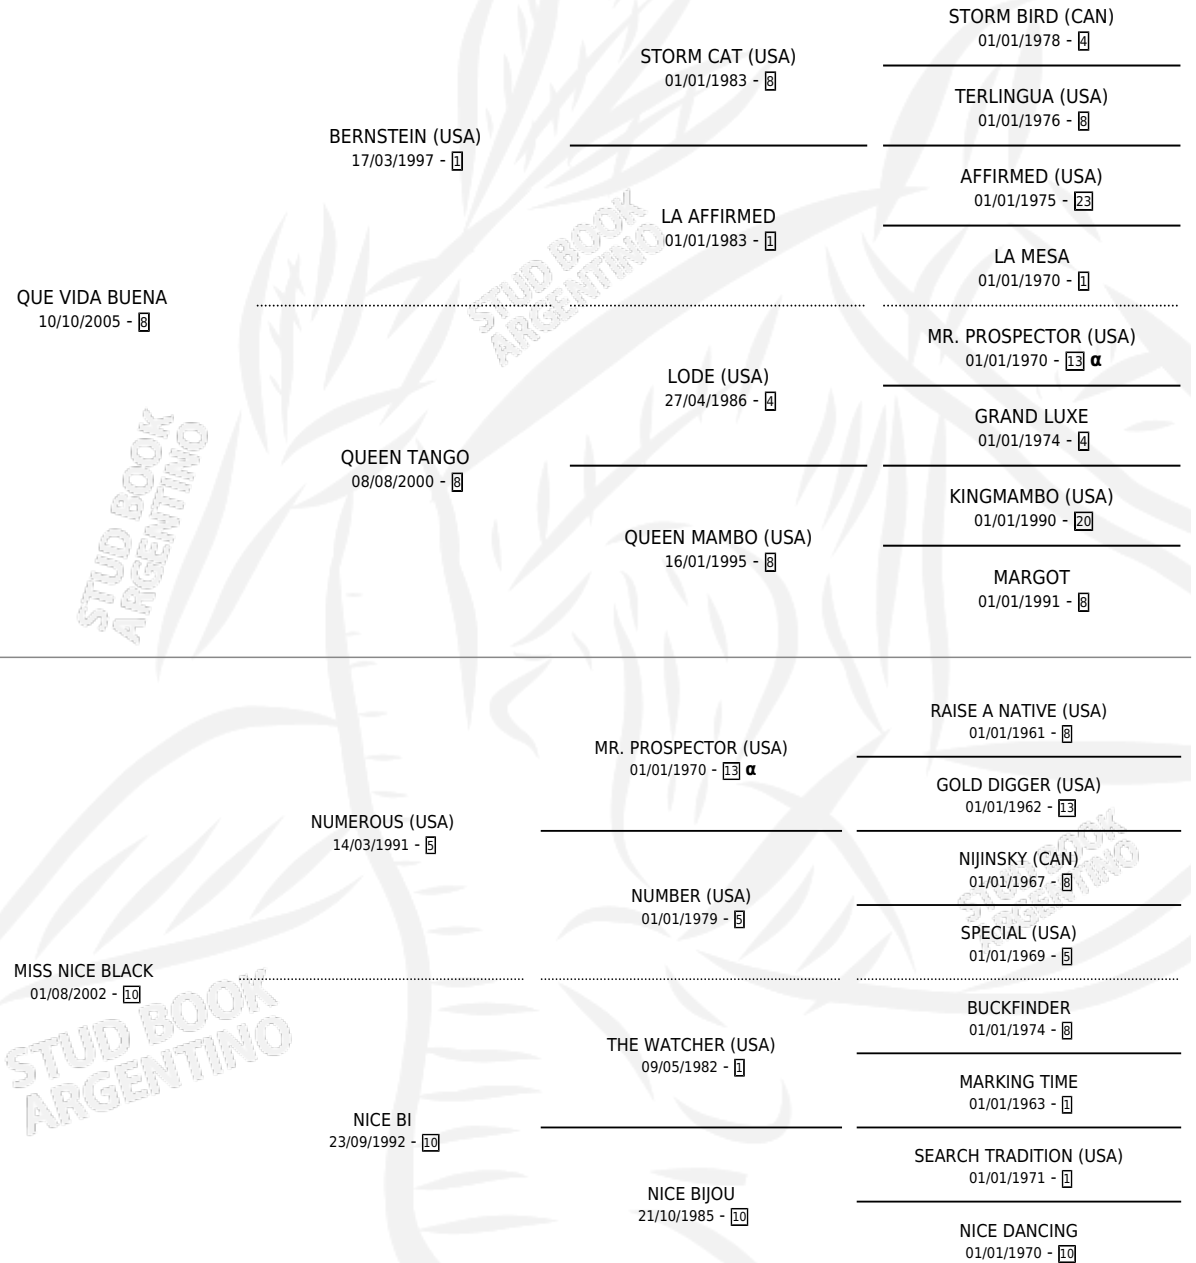 STORM BIRD (CAN)
01/01/1978 - 4
STORM CAT (USA)
01/01/1983 - 8
TERLINGUA (USA)
01/01/1976 - 8
BERNSTEIN (USA)
17/03/1997 - 1
AFFIRMED (USA)
01/01/1975 - 23
LA AFFIRMED
01/01/1983 - 1
LA MESA
01/01/1970 - 1
QUE VIDA BUENA
10/10/2005 - 8
MR. PROSPECTOR (USA)
01/01/1970 - 13 α
LODE (USA)
27/04/1986 - 4
GRAND LUXE
01/01/1974 - 4
QUEEN TANGO
08/08/2000 - 8
KINGMAMBO (USA)
01/01/1990 - 20
QUEEN MAMBO (USA)
16/01/1995 - 8
MARGOT
01/01/1991 - 8
RAISE A NATIVE (USA)
01/01/1961 - 8
MR. PROSPECTOR (USA)
01/01/1970 - 13 α
GOLD DIGGER (USA)
01/01/1962 - 13
NUMEROUS (USA)
14/03/1991 - 5
NIJINSKY (CAN)
01/01/1967 - 8
NUMBER (USA)
01/01/1979 - 5
SPECIAL (USA)
01/01/1969 - 5
MISS NICE BLACK
01/08/2002 - 10
BUCKFINDER
01/01/1974 - 8
THE WATCHER (USA)
09/05/1982 - 1
MARKING TIME
01/01/1963 - 1
NICE BI
23/09/1992 - 10
SEARCH TRADITION (USA)
01/01/1971 - 1
NICE BIJOU
21/10/1985 - 10
NICE DANCING
01/01/1970 - 10
STUD BOOK
ARGENTINO
STUD BOOK
ARGENTINO
STUD BOOK
ARGENTINO
STUD BOOK
ARGENTINO